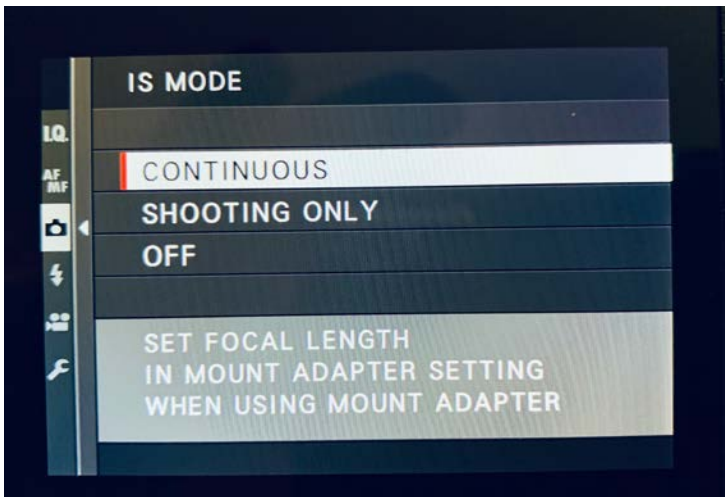 IS MODE
I.Q.
AF
MF
CONTINUOUS
SHOOTING ONLY
OFF
SET FOCAL LENGTH
IN MOUNT ADAPTER SETTING
WHEN USING MOUNT ADAPTER